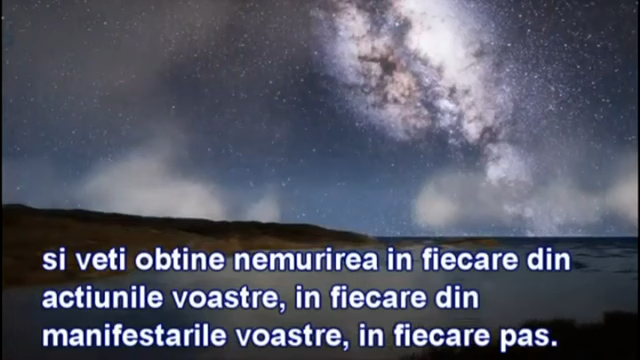 si veti obtine nemurirea in fiecare din
actiunile voastre, in fiecare din
manifestarile voastre, in fiecare pas.